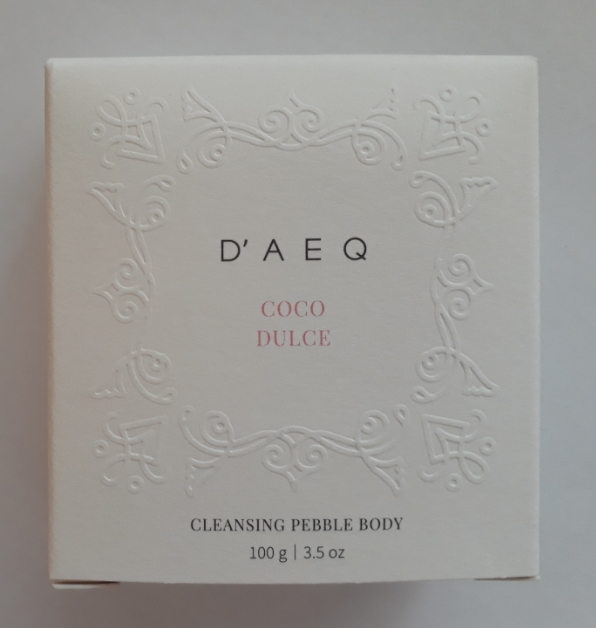 D'AEQ
COCO
DULCE
CLEANSING PEBBLE BODY
100 g | 3.5 oz